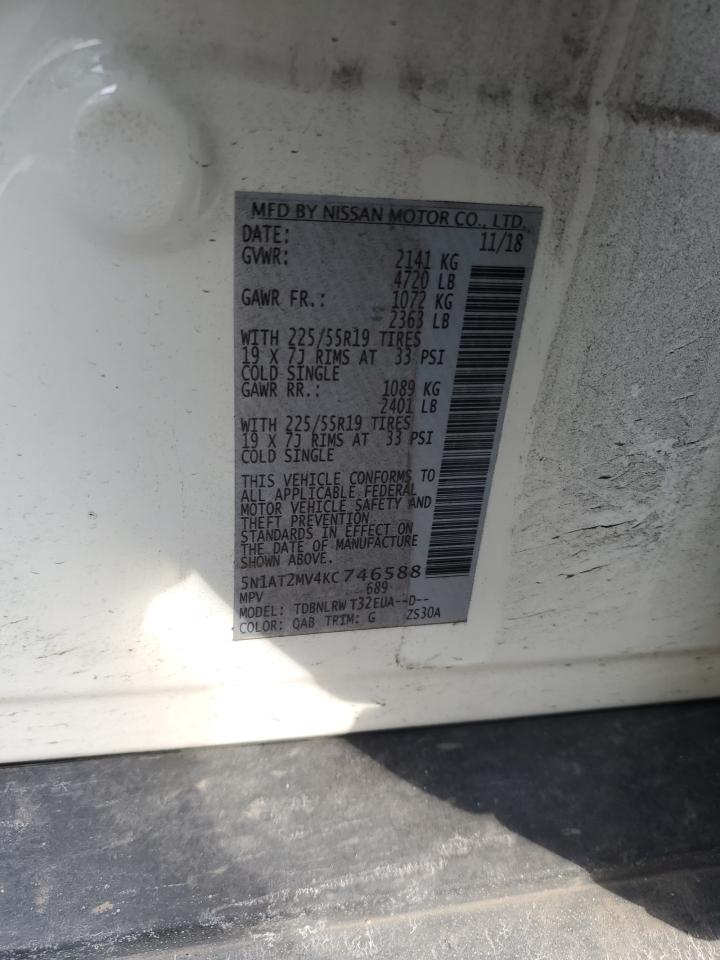 MFD BY NISSAN MOTOR CO., LTD.
DATE: 11/18
GVWR: 2141 KG
4720 LB
GAWR FR.: 1072 KG
2363 LB
WITH 225/55R19 TIRES
19 X 7J RIMS AT 33 PSI
COLD SINGLE
GAWR RR.: 1089 KG
2401 LB
WITH 225/55R19 TIRES
19 X 7J RIMS AT 33 PSI
COLD SINGLE
THIS VEHICLE CONFORMS TO
ALL APPLICABLE FEDERAL
MOTOR VEHICLE SAFETY AND
THEFT PREVENTION
STANDARDS IN EFFECT ON
THE DATE OF MANUFACTURE
SHOWN ABOVE.
5N1AT2MV4KC746588
MPV 689
MODEL: TDBNLRW T32EUA--D--
COLOR: QAB TRIM: G ZS30A